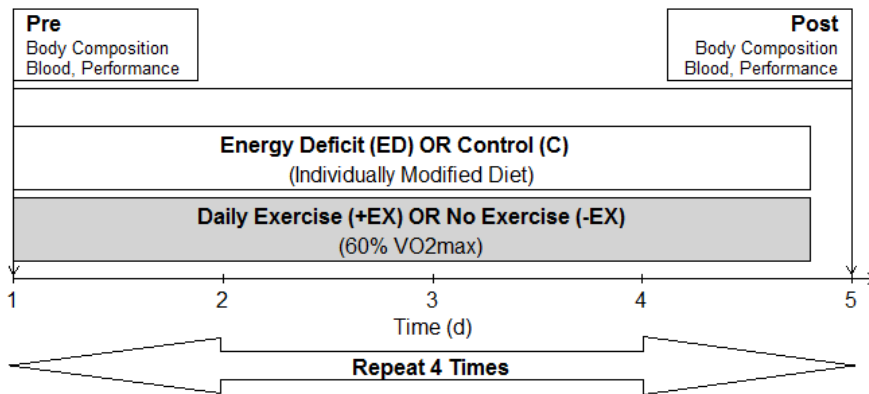 Pre
Body Composition
Blood, Performance
Post
Body Composition
Blood, Performance
Energy Deficit (ED) OR Control (C)
(Individually Modified Diet)
Daily Exercise (+EX) OR No Exercise (-EX)
(60% VO2max)
1 2 3 4 5
Time (d)
Repeat 4 Times